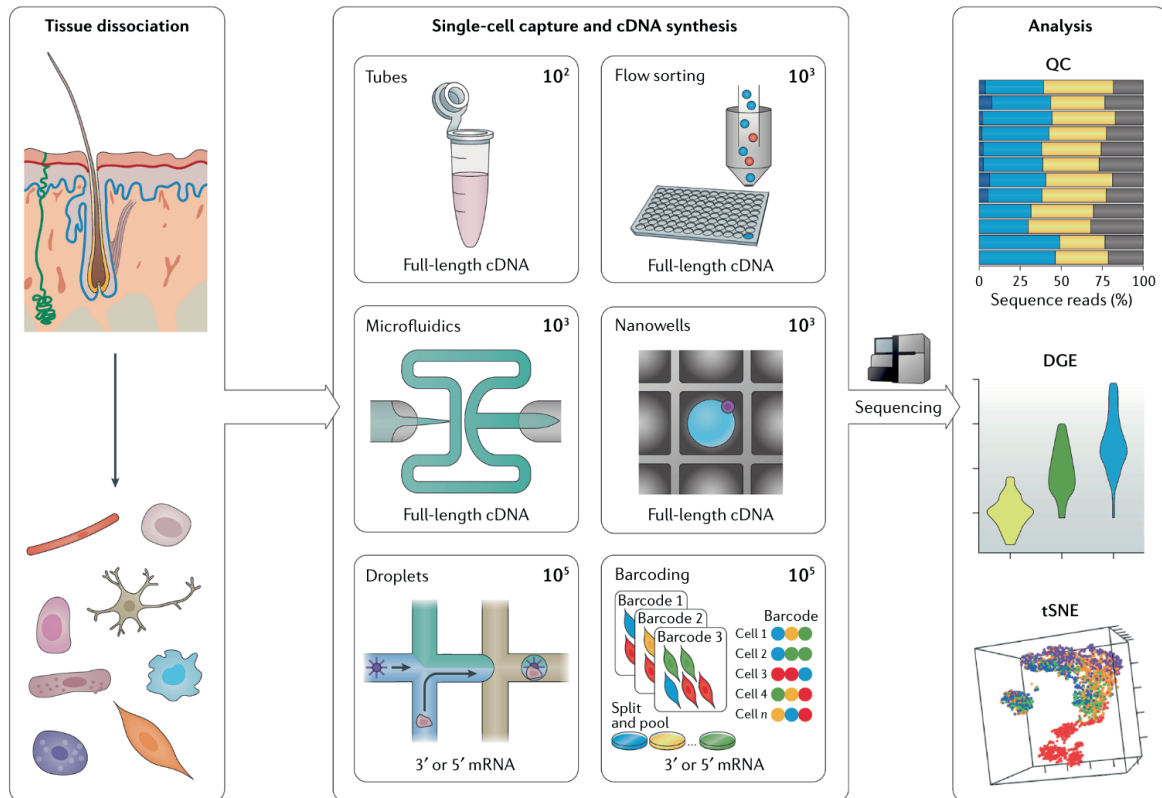 Tissue dissociation
Single-cell capture and cDNA synthesis
Tubes
10²
Full-length cDNA
Flow sorting
10³
Full-length cDNA
Microfluidics
10³
Full-length cDNA
Nanowells
10³
Full-length cDNA
Droplets
10⁵
3′ or 5′ mRNA
Barcoding
10⁵
Barcode 1
Barcode 2
Barcode 3
Barcode
Cell 1
Cell 2
Cell 3
Cell 4
Cell n
Split
and pool
...
3′ or 5′ mRNA
Sequencing
Analysis
QC
0 25 50 75 100
Sequence reads (%)
DGE
tSNE